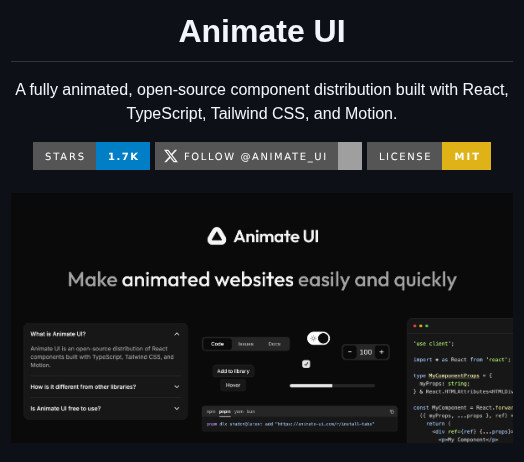 Animate UI
A fully animated, open-source component distribution built with React,
TypeScript, Tailwind CSS, and Motion.
STARS 1.7K
FOLLOW @ANIMATE_UI
LICENSE MIT
Animate UI
Make animated websites easily and quickly
What is Animate UI?
Animate UI is an open-source distribution of React
components built with TypeScript, Tailwind CSS, and
Motion.
How is it different from other libraries?
Is Animate UI free to use?
Code Issues Docs
Add to library
Hover
- 100 +
npm pnpm yarn bun
pnpm dlx shadcn@latest add "https://animate-ui.com/r/install-tabs"
'use client';
import * as React from 'react';
type MyComponentProps = {
myProps: string;
} & React.HTMLAttributes<HTMLDiv
const MyComponent = React.forwar
({ myProps, ...props }, ref) =
return (
<div ref={ref} {...props}>
<p>My Component</p>